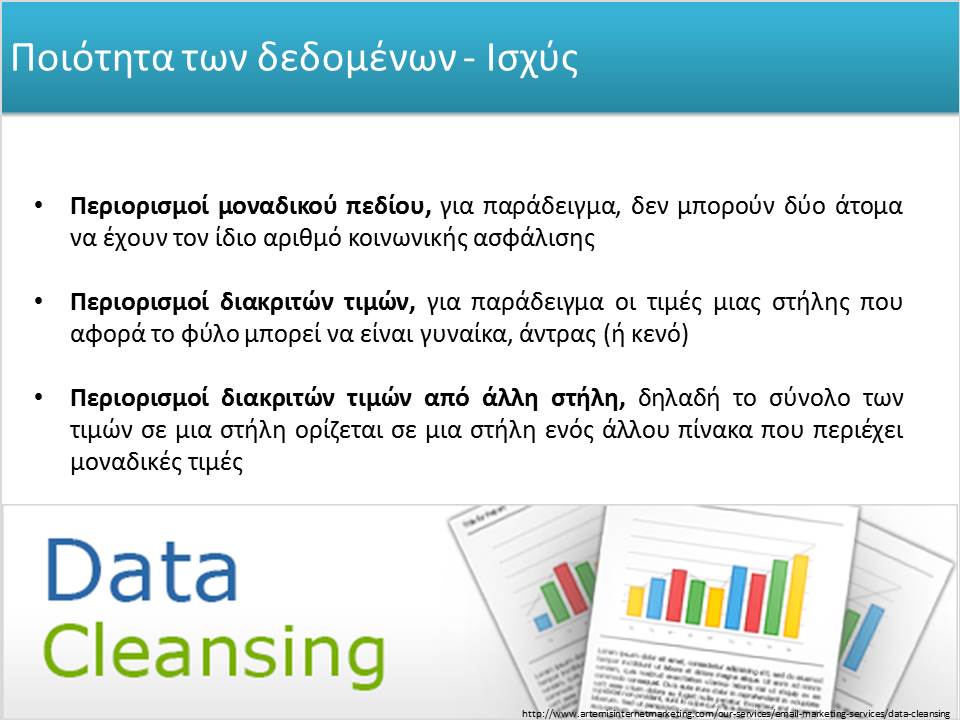 Ποιότητα των δεδομένων - Ισχύς
• Περιορισμοί μοναδικού πεδίου, για παράδειγμα, δεν μπορούν δύο άτομα
να έχουν τον ίδιο αριθμό κοινωνικής ασφάλισης
• Περιορισμοί διακριτών τιμών, για παράδειγμα οι τιμές μιας στήλης που
αφορά το φύλο μπορεί να είναι γυναίκα, άντρας (ή κενό)
• Περιορισμοί διακριτών τιμών από άλλη στήλη, δηλαδή το σύνολο των
τιμών σε μια στήλη ορίζεται σε μια στήλη ενός άλλου πίνακα που περιέχει
μοναδικές τιμές
Data
Cleansing
http://www.artemisinternetmarketing.com/our-services/email-marketing-services/data-cleansing